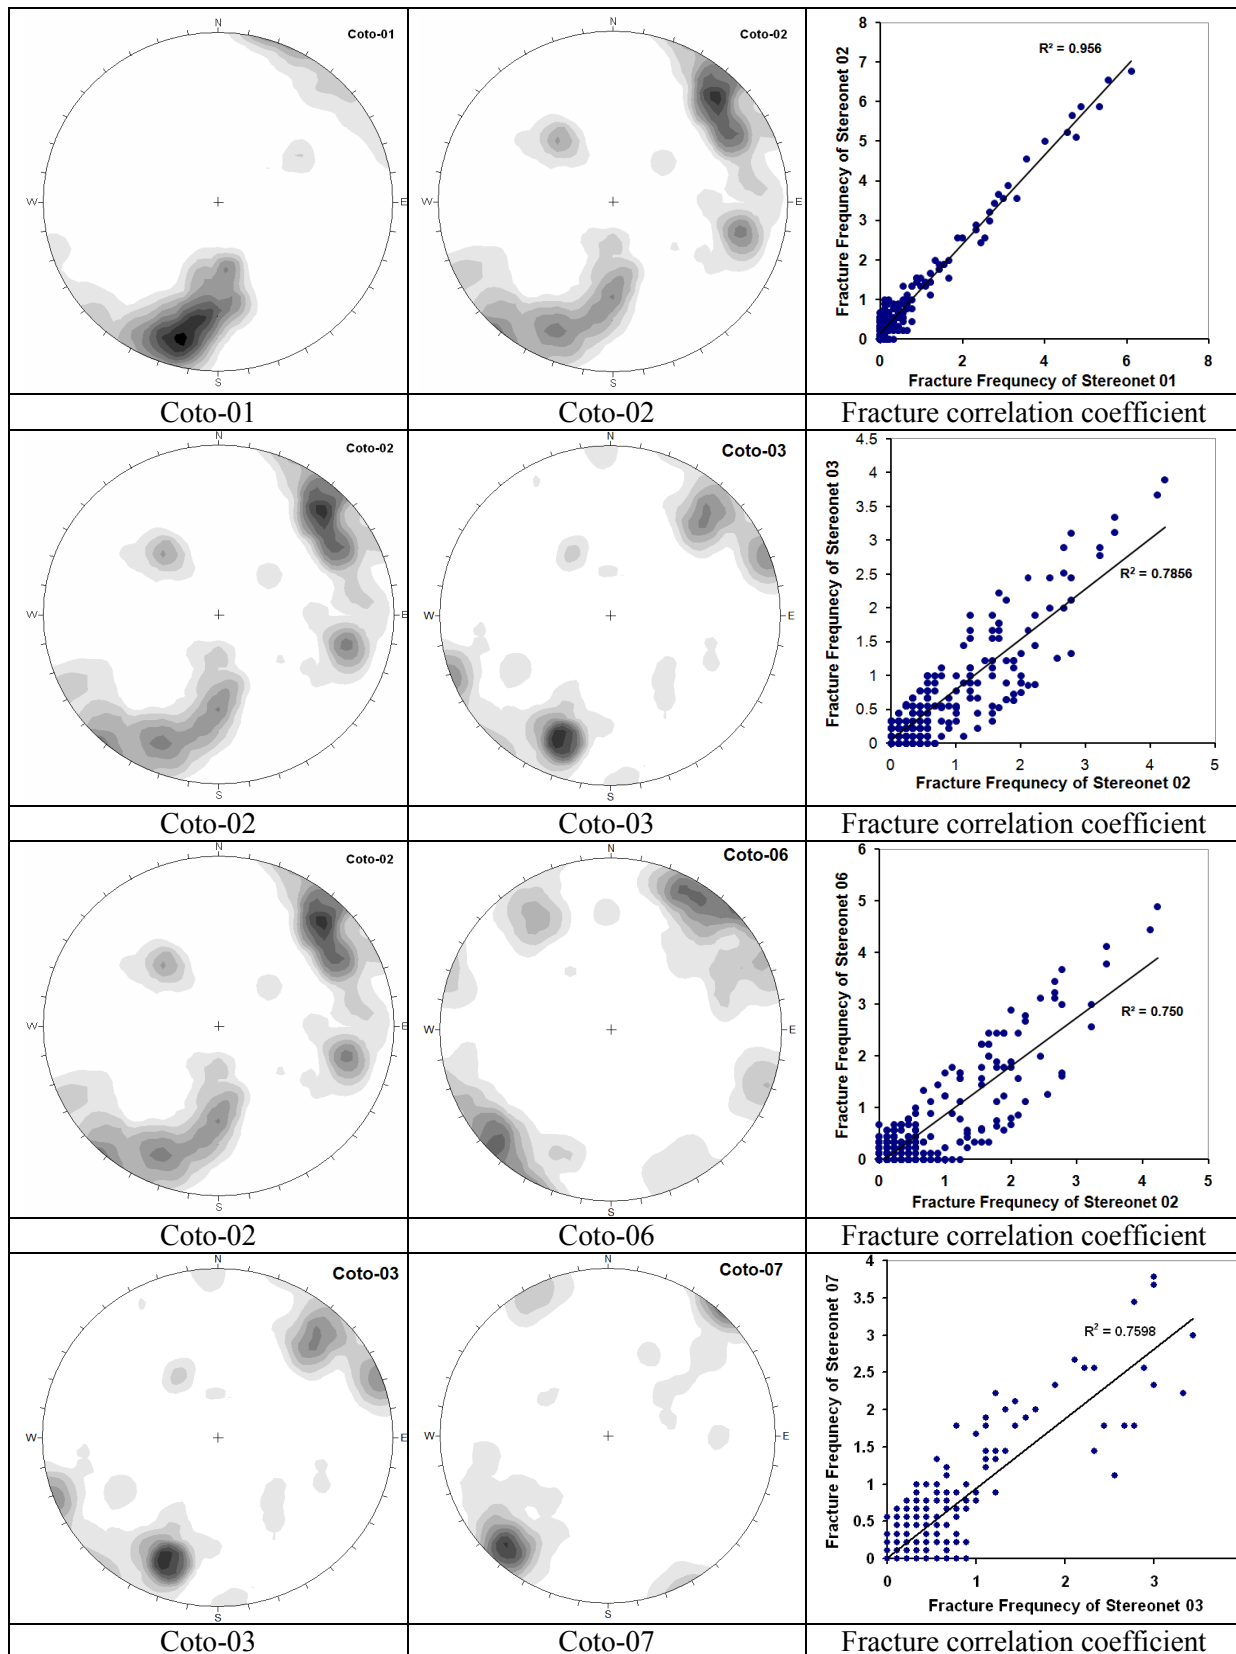 N
Coto-01
W
E
S
N
Coto-02
W
E
S
Fracture Frequnecy of Stereonet 02
8
7
6
5
4
3
2
1
0
R² = 0.956
0 2 4 6 8
Fracture Frequnecy of Stereonet 01
Coto-01
Coto-02
Fracture correlation coefficient
N
Coto-02
W
E
S
N
Coto-03
W
E
S
Fracture Frequnecy of Stereonet 03
4.5
4
3.5
3
2.5
2
1.5
1
0.5
0
R² = 0.7856
0 1 2 3 4 5
Fracture Frequnecy of Stereonet 02
Coto-02
Coto-03
Fracture correlation coefficient
N
Coto-02
W
E
S
N
Coto-06
W
E
S
Fracture Frequnecy of Stereonet 06
6
5
4
3
2
1
0
R² = 0.750
0 1 2 3 4 5
Fracture Frequnecy of Stereonet 02
Coto-02
Coto-06
Fracture correlation coefficient
N
Coto-03
W
E
S
N
Coto-07
W
E
S
Fracture Frequnecy of Stereonet 07
4
3.5
3
2.5
2
1.5
1
0.5
0
R² = 0.7598
0 1 2 3
Fracture Frequnecy of Stereonet 03
Coto-03
Coto-07
Fracture correlation coefficient